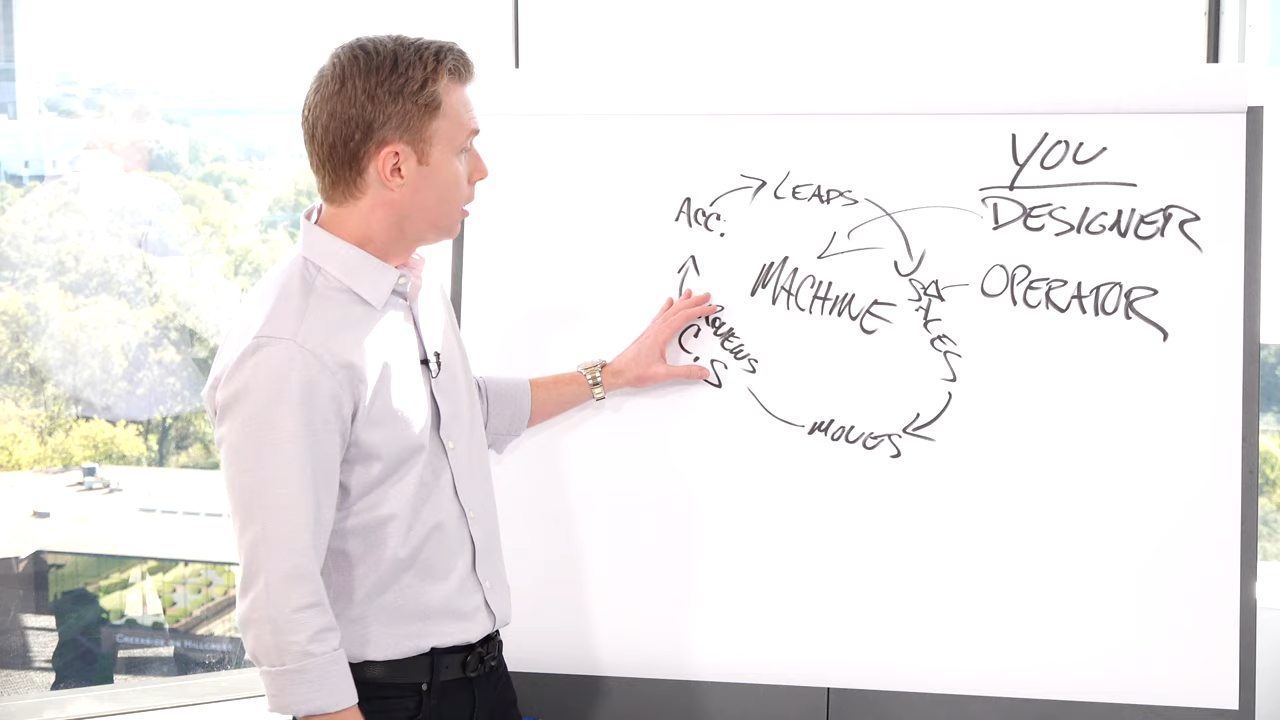 YOU
DESIGNER
OPERATOR
LEADS
ACC.
MACHINE
SALES
MOVES
C.S